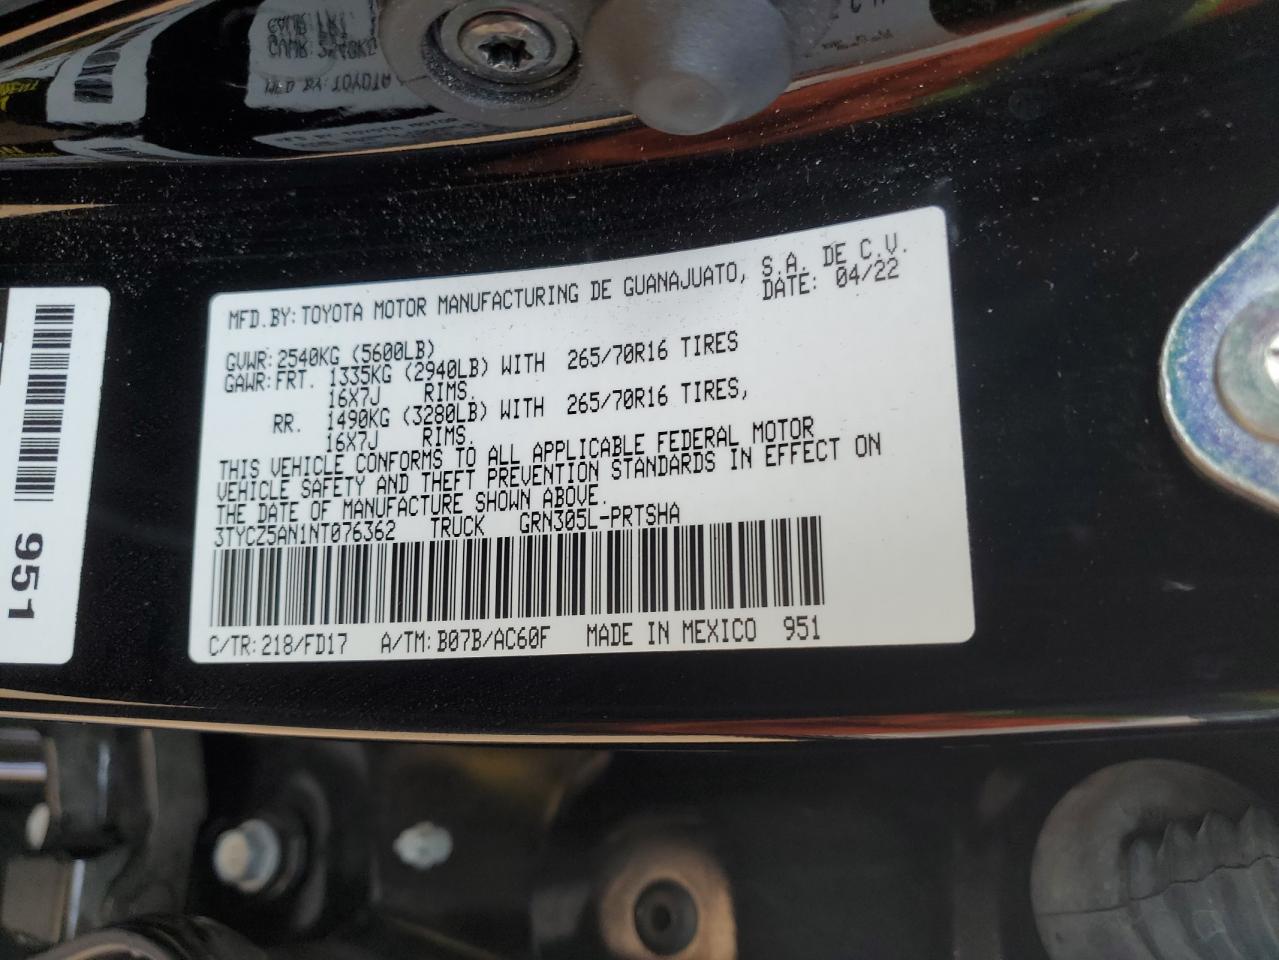 MFD.BY: TOYOTA MOTOR MANUFACTURING DE GUANAJUATO, S.A. DE C.V.
DATE: 04/22
GVWR: 2540KG (5600LB)
GAWR: FRT. 1335KG (2940LB) WITH 265/70R16 TIRES
16X7J RIMS.
RR. 1490KG (3280LB) WITH 265/70R16 TIRES,
16X7J RIMS.
THIS VEHICLE CONFORMS TO ALL APPLICABLE FEDERAL MOTOR
VEHICLE SAFETY AND THEFT PREVENTION STANDARDS IN EFFECT ON
THE DATE OF MANUFACTURE SHOWN ABOVE.
3TYCZ5AN1NT076362 TRUCK GRN305L-PRTSHA
C/TR: 218/FD17 A/TM: B07B/AC60F MADE IN MEXICO 951
951